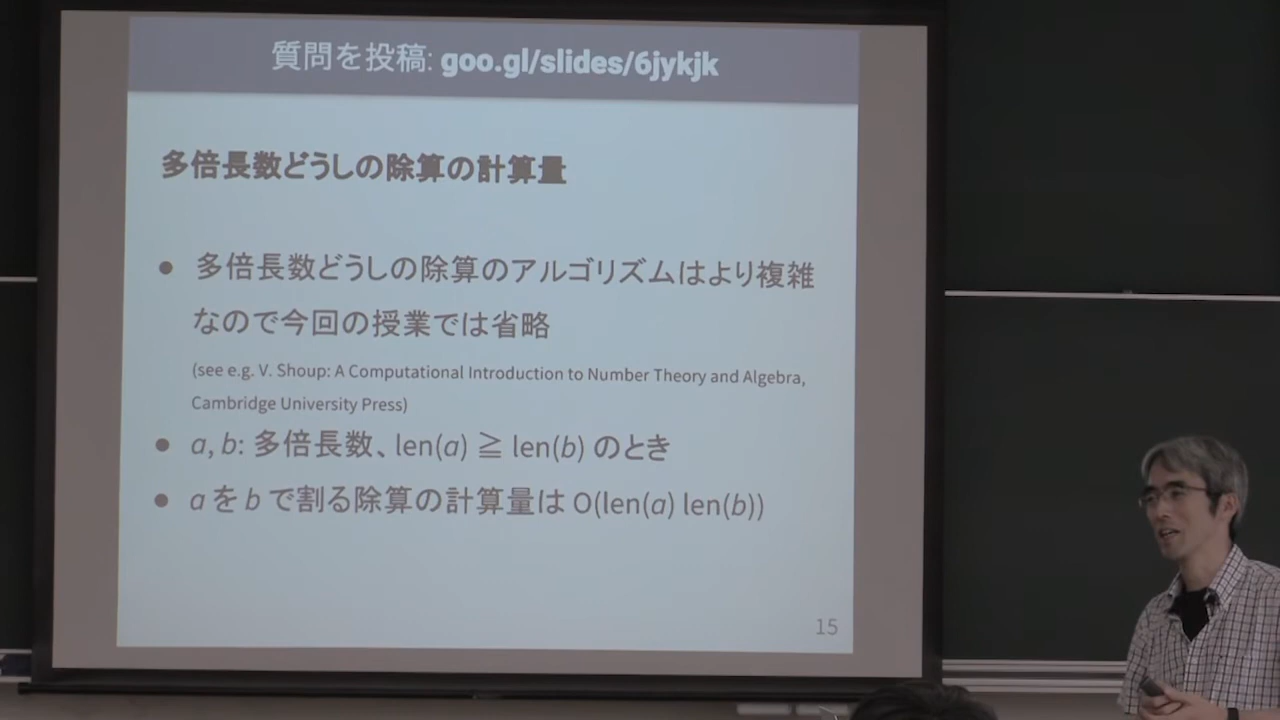 質問を投稿: goo.gl/slides/6jykjk
多倍長数どうしの除算の計算量
● 多倍長数どうしの除算のアルゴリズムはより複雑
なので今回の授業では省略
(see e.g. V. Shoup: A Computational Introduction to Number Theory and Algebra,
Cambridge University Press)
● a, b: 多倍長数、len(a) ≧ len(b) のとき
● a を b で割る除算の計算量は O(len(a) len(b))
15